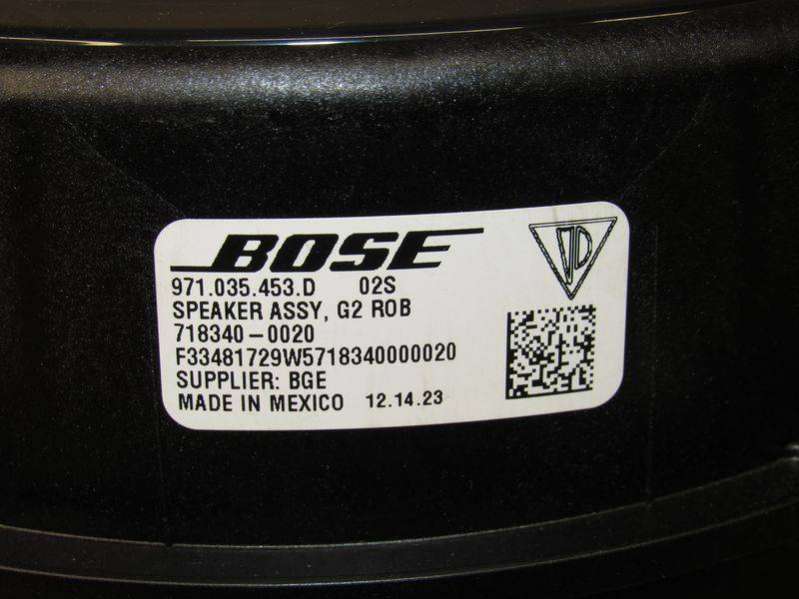 BOSE
971.035.453.D 02S
SPEAKER ASSY, G2 ROB
718340-0020
F33481729W5718340000020
SUPPLIER: BGE
MADE IN MEXICO 12.14.23